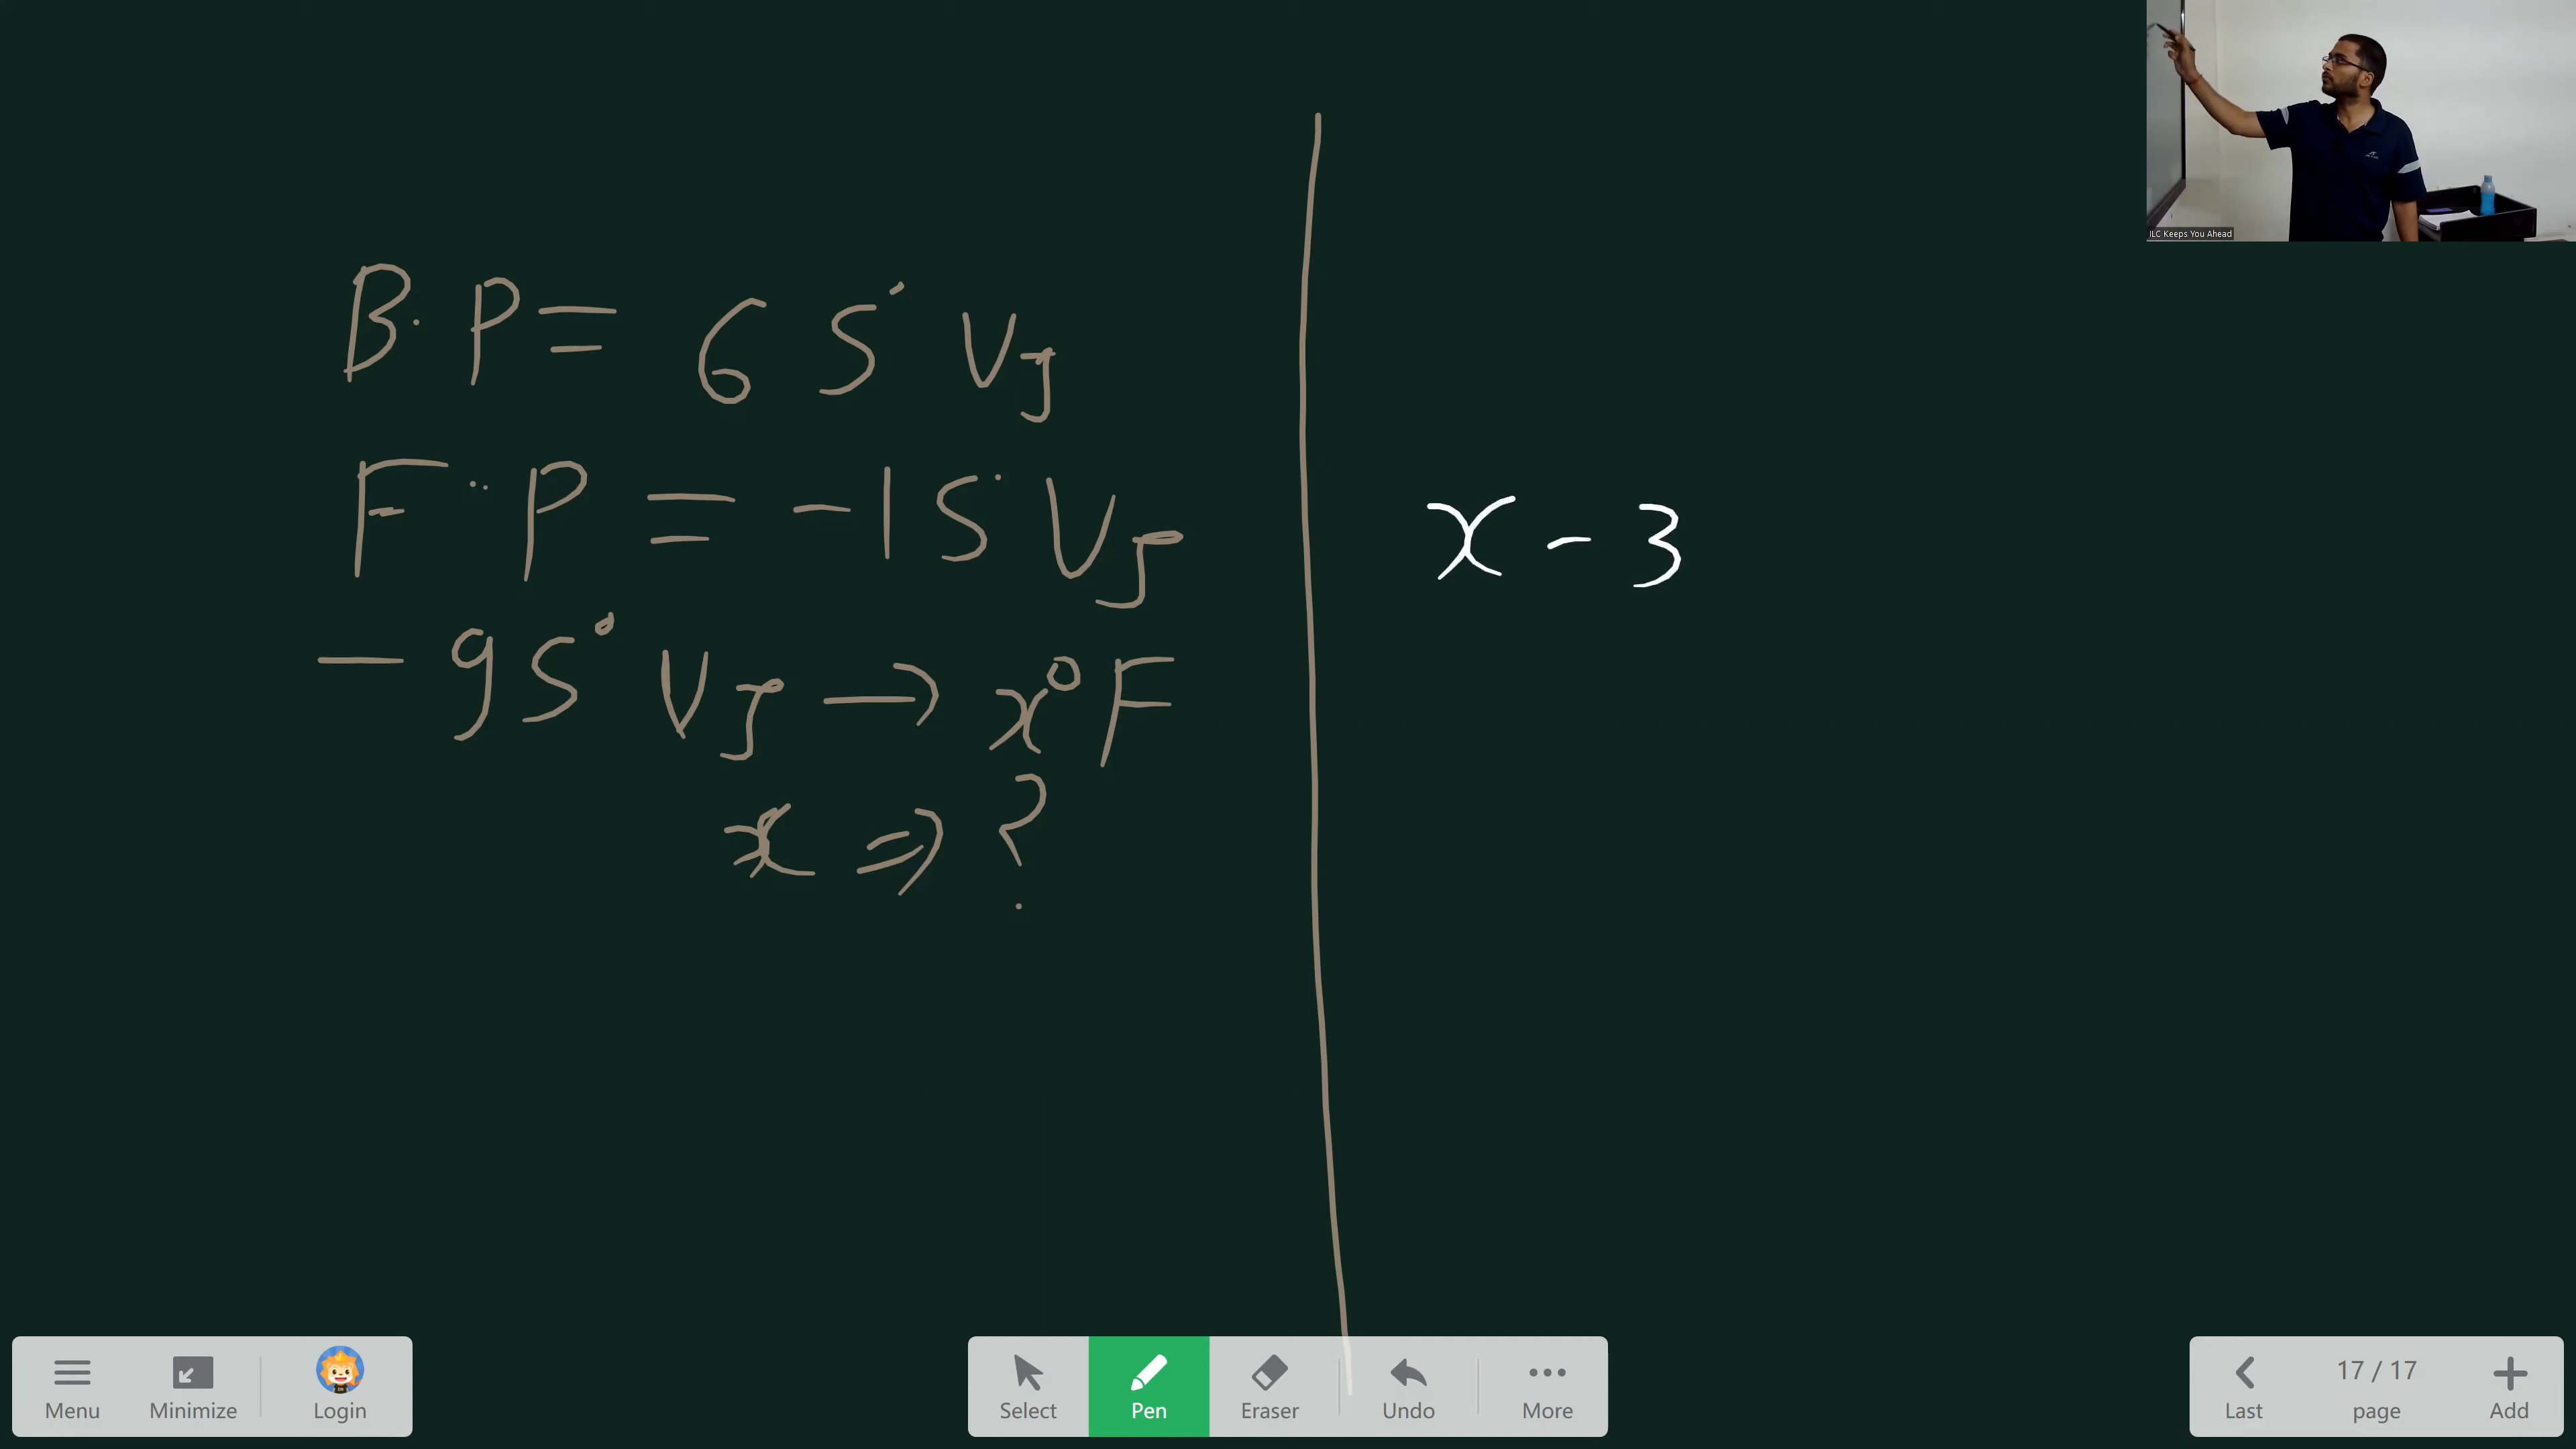 ILC Keeps You Ahead
B.P = 65° VJ
F.P = -15° VJ
-95° VJ → x°F
x ⇒ ?
x - 3
Menu
Minimize
Login
Select
Pen
Eraser
Undo
More
Last
17 / 17
page
Add